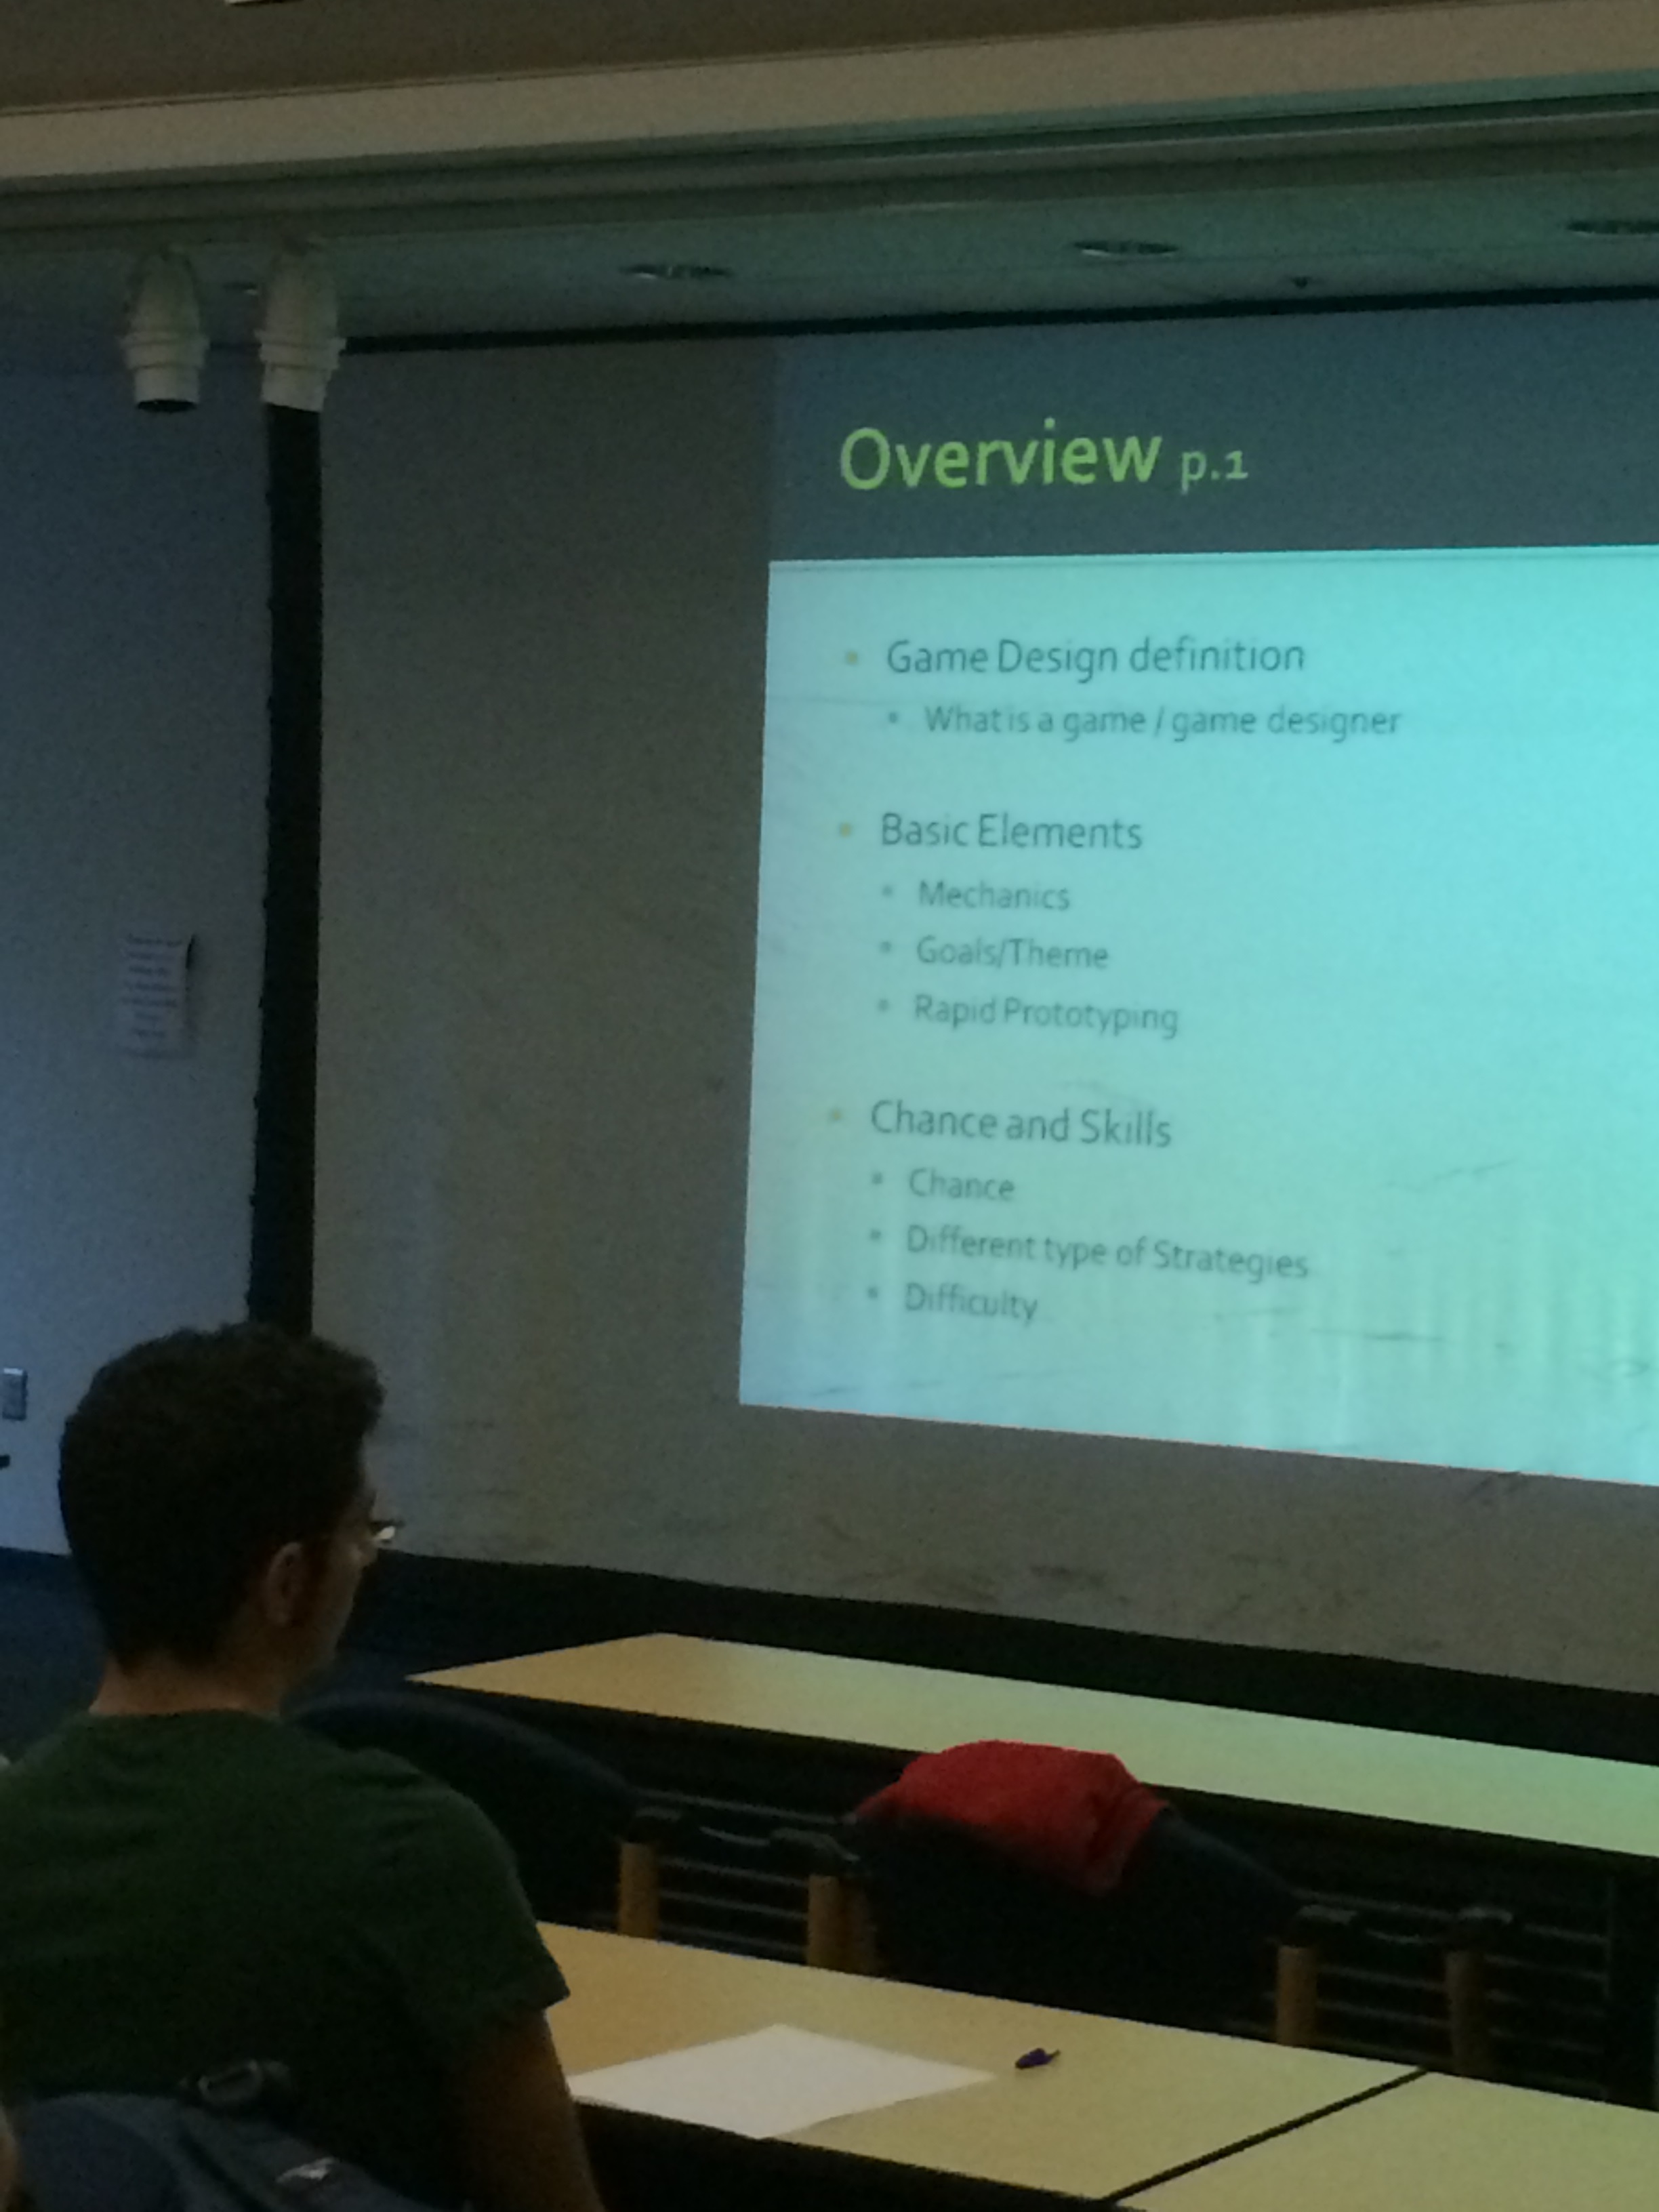 Overview p.1
Game Design definition
What is a game / game designer
Basic Elements
Mechanics
Goals/Theme
Rapid Prototyping
Chance and Skills
Chance
Different type of Strategies
Difficulty